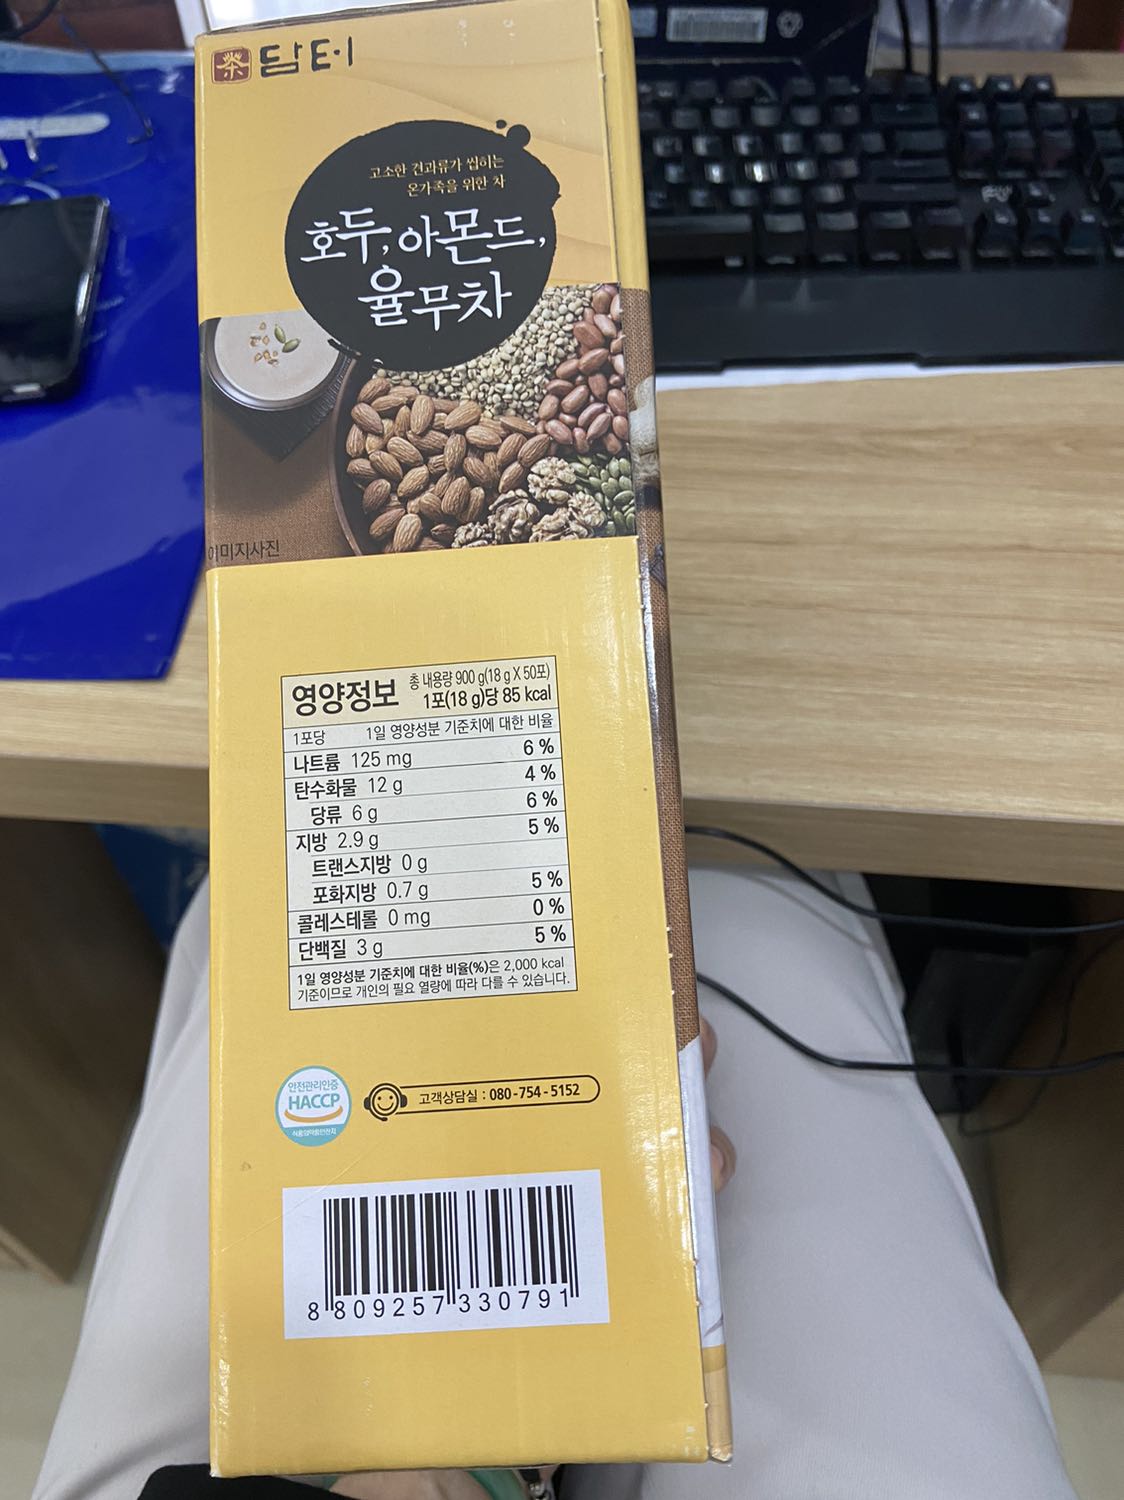 茶 담터
고소한 견과류가 씹히는
온가족을 위한 차
호두, 아몬드,
율무차
이미지사진
영양정보 총 내용량 900 g(18 g X 50포)
1포(18 g)당 85 kcal
1포당 1일 영양성분 기준치에 대한 비율
나트륨 125 mg 6 %
탄수화물 12 g 4 %
당류 6 g 6 %
지방 2.9 g 5 %
트랜스지방 0 g
포화지방 0.7 g 5 %
콜레스테롤 0 mg 0 %
단백질 3 g 5 %
1일 영양성분 기준치에 대한 비율(%)은 2,000 kcal
기준이므로 개인의 필요 열량에 따라 다를 수 있습니다.
안전관리인증
HACCP
식품의약품안전처
고객상담실 : 080-754-5152
8 809257 330791